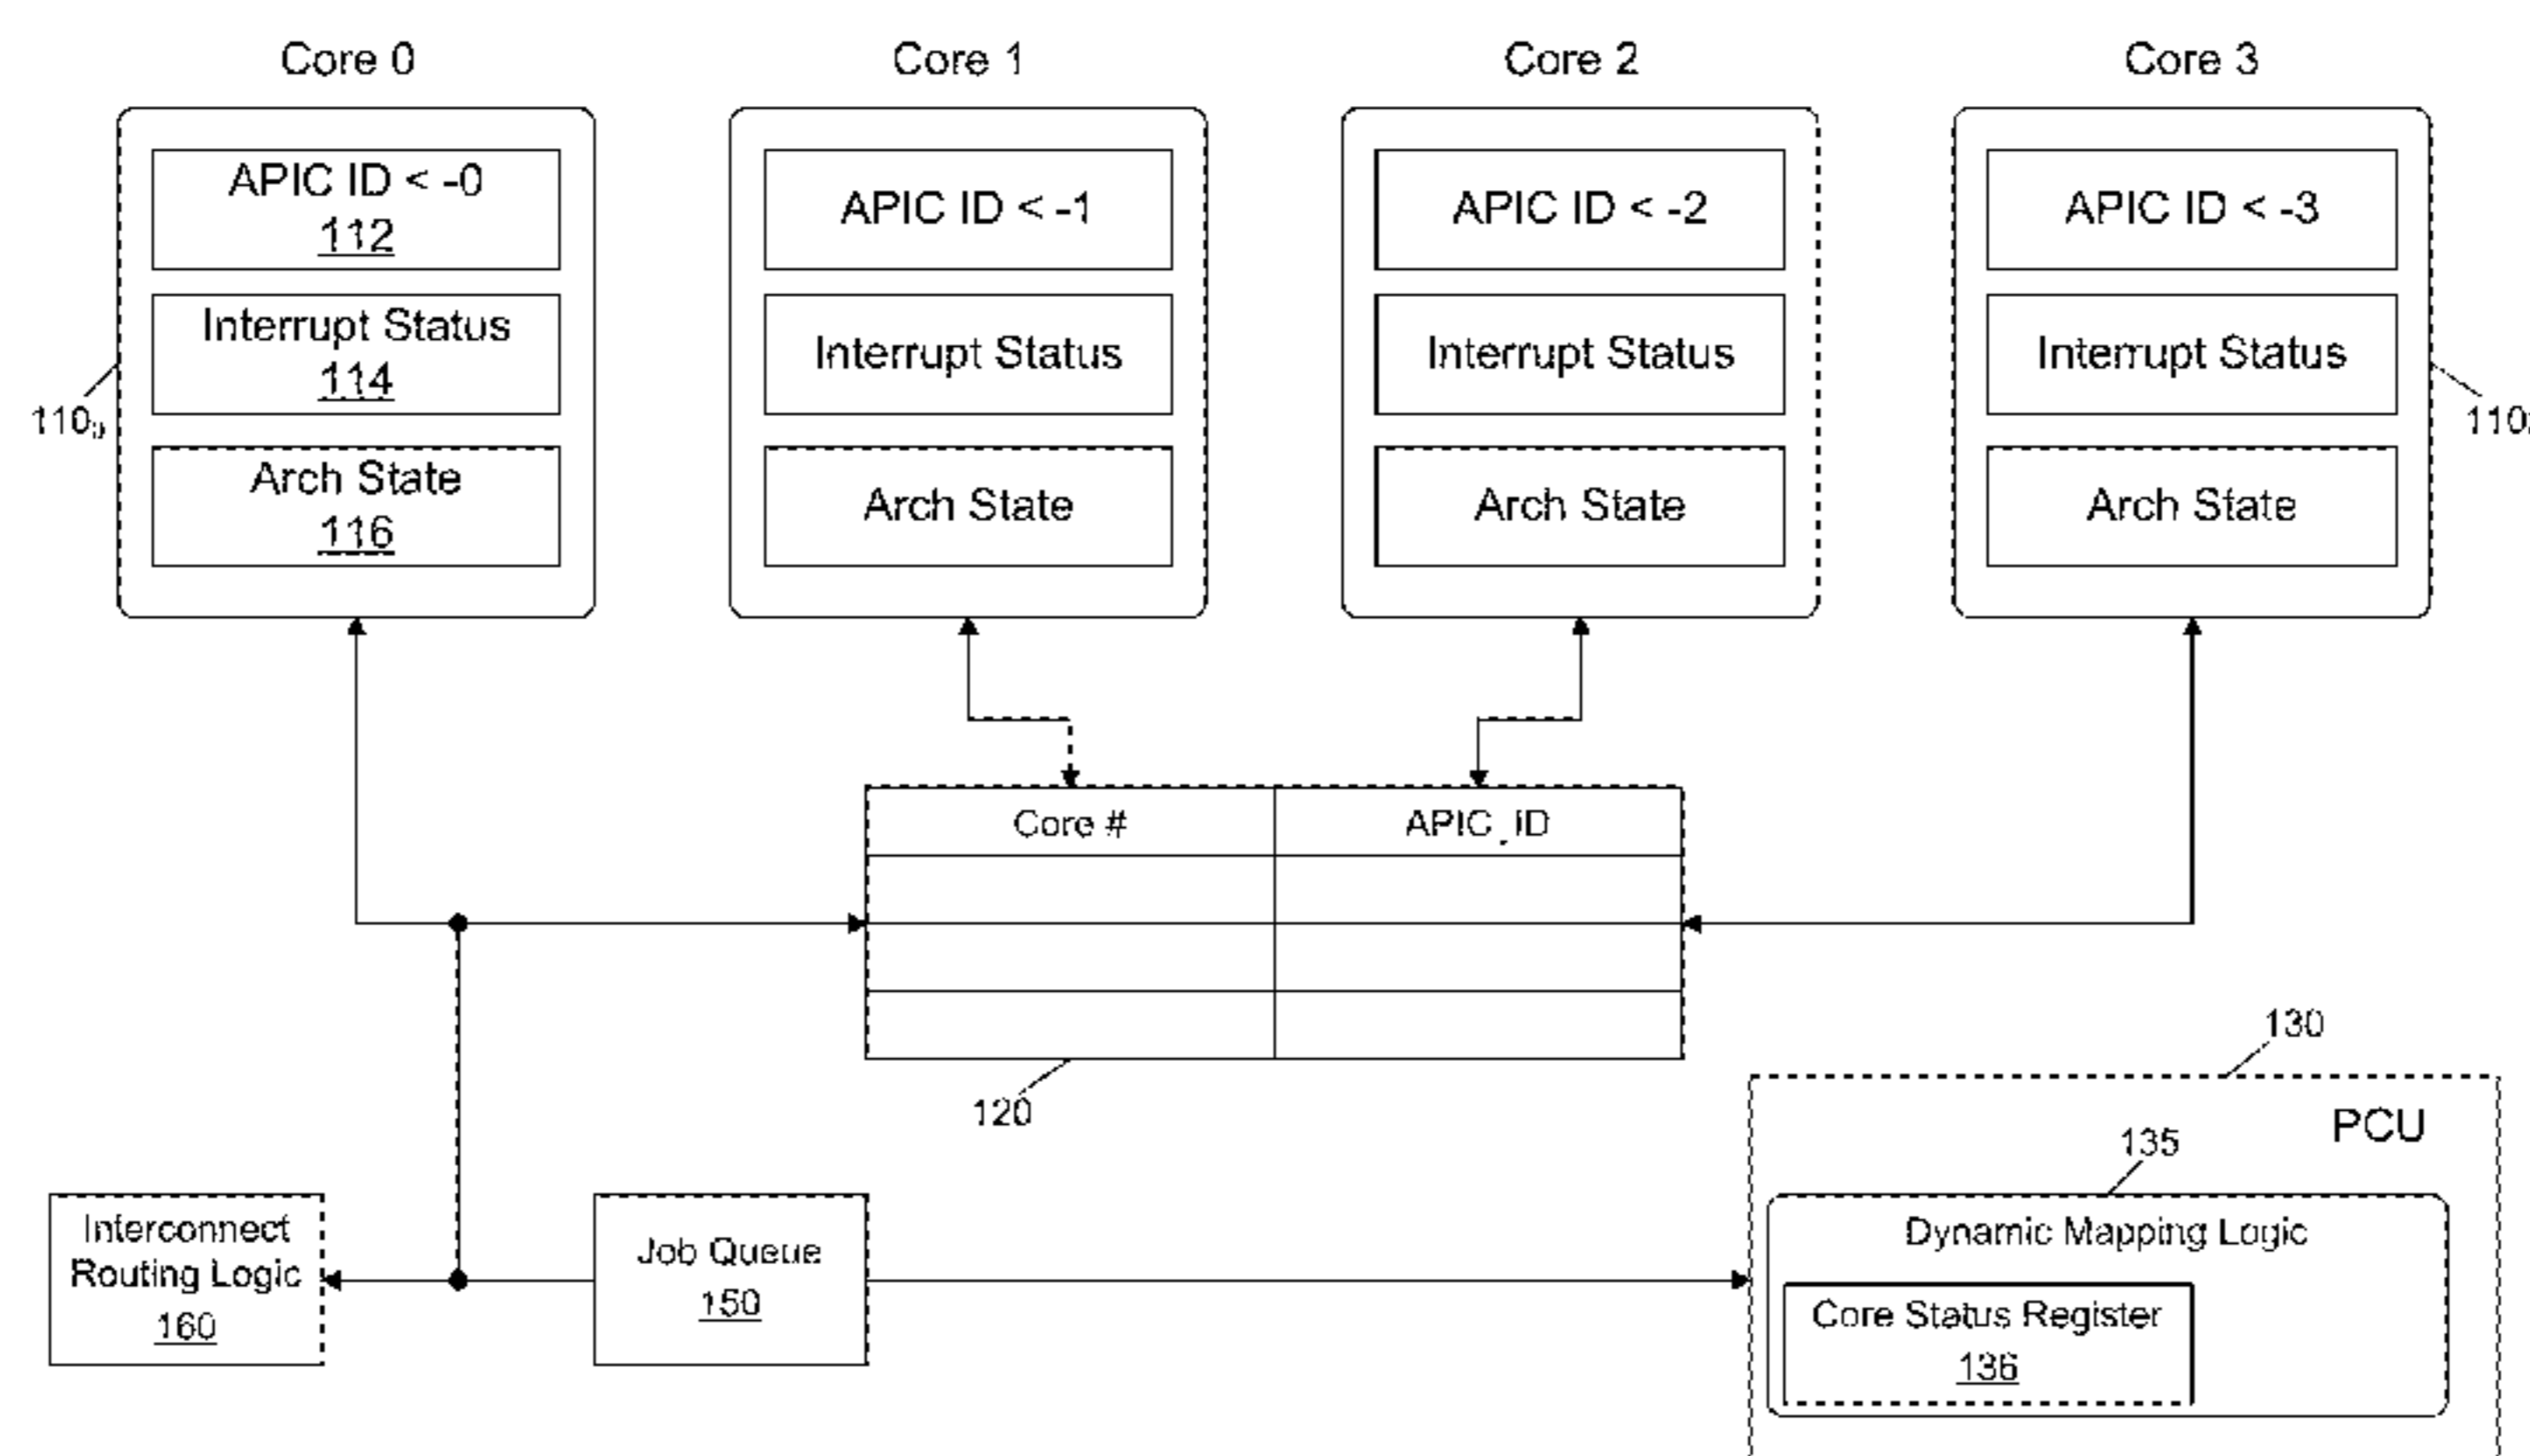 Core 0
Core 1
Core 2
Core 3
APIC ID < -0
112
APIC ID < -1
APIC ID < -2
APIC ID < -3
Interrupt Status
114
Interrupt Status
Interrupt Status
Interrupt Status
110
110
Arch State
116
Arch State
Arch State
Arch State
Core #
APIC_ID
120
130
PCU
135
Interconnect
Routing Logic
160
Job Queue
150
Dynamic Mapping Logic
Core Status Register
136